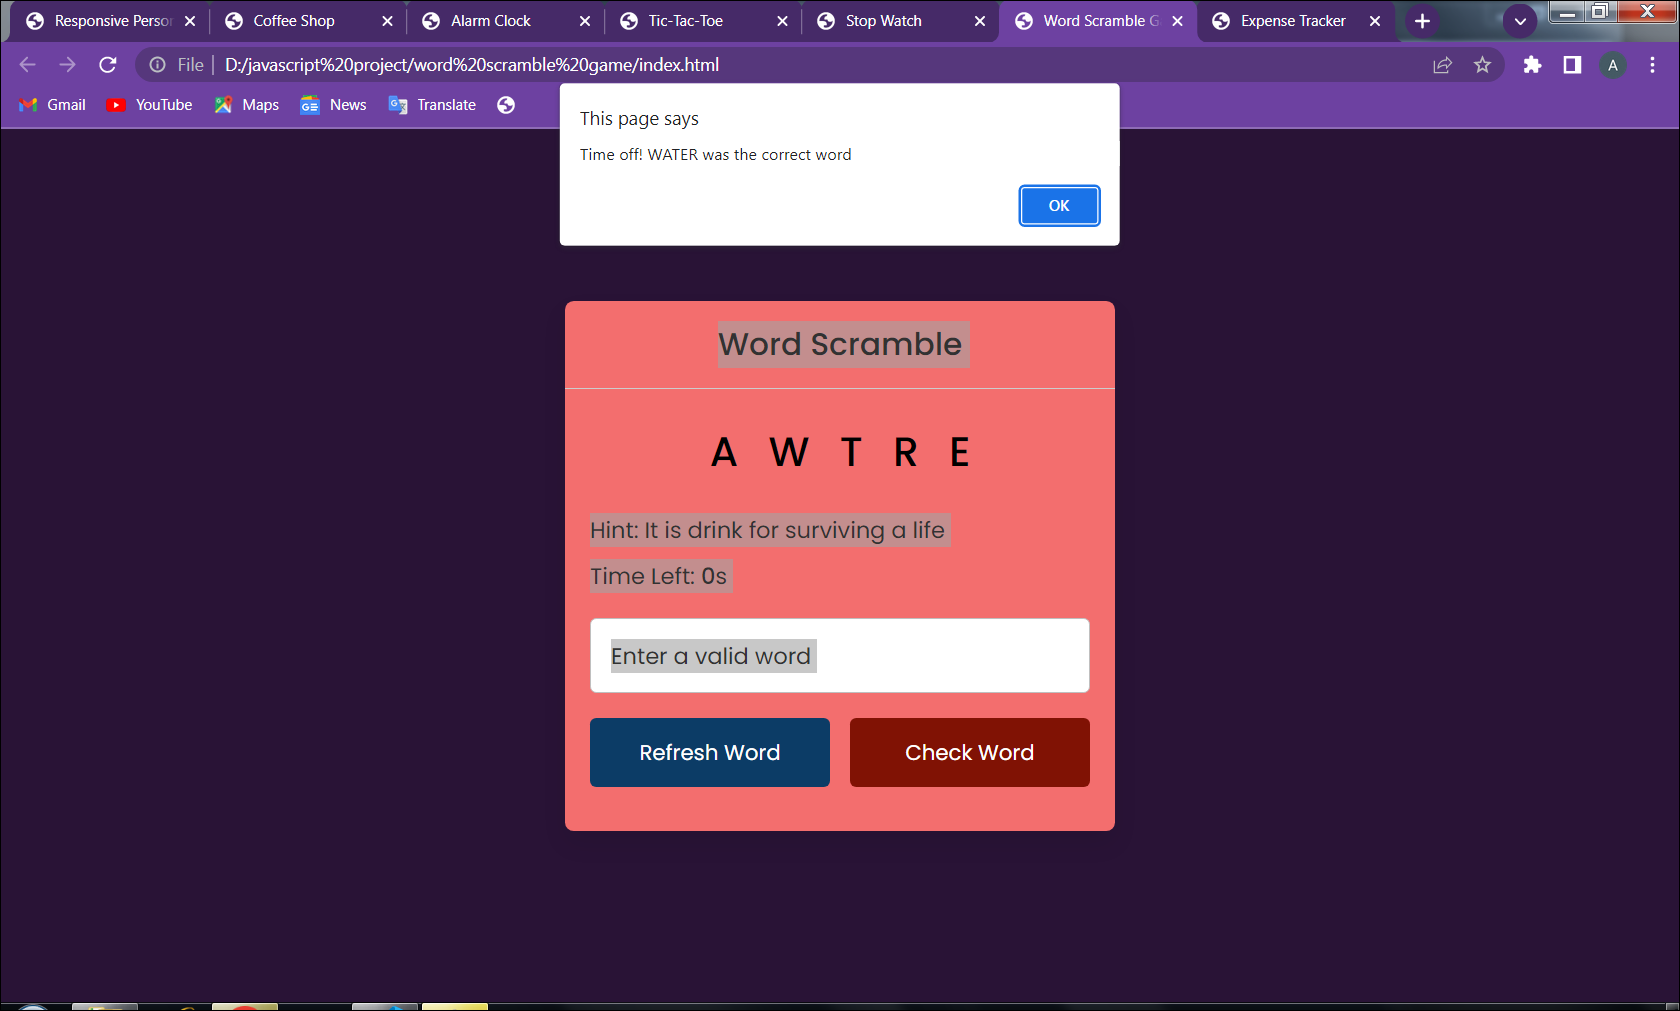 Responsive Perso
Coffee Shop
Alarm Clock
Tic-Tac-Toe
Stop Watch
Word Scramble G
Expense Tracker
File | D:/javascript%20project/word%20scramble%20game/index.html
A
Gmail YouTube Maps News Translate
This page says
Time off! WATER was the correct word
OK
Word Scramble
A W T R E
Hint: It is drink for surviving a life
Time Left: 0s
Enter a valid word
Refresh Word Check Word